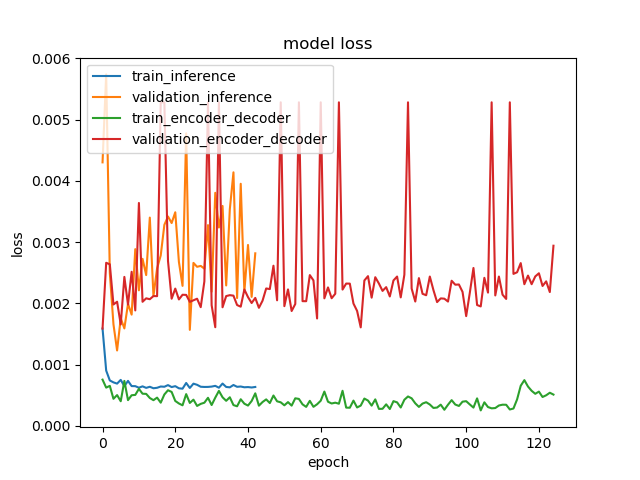 model loss
train_inference
validation_inference
train_encoder_decoder
validation_encoder_decoder
0.006
0.005
0.004
0.003
0.002
0.001
0.000
loss
0 20 40 60 80 100 120
epoch